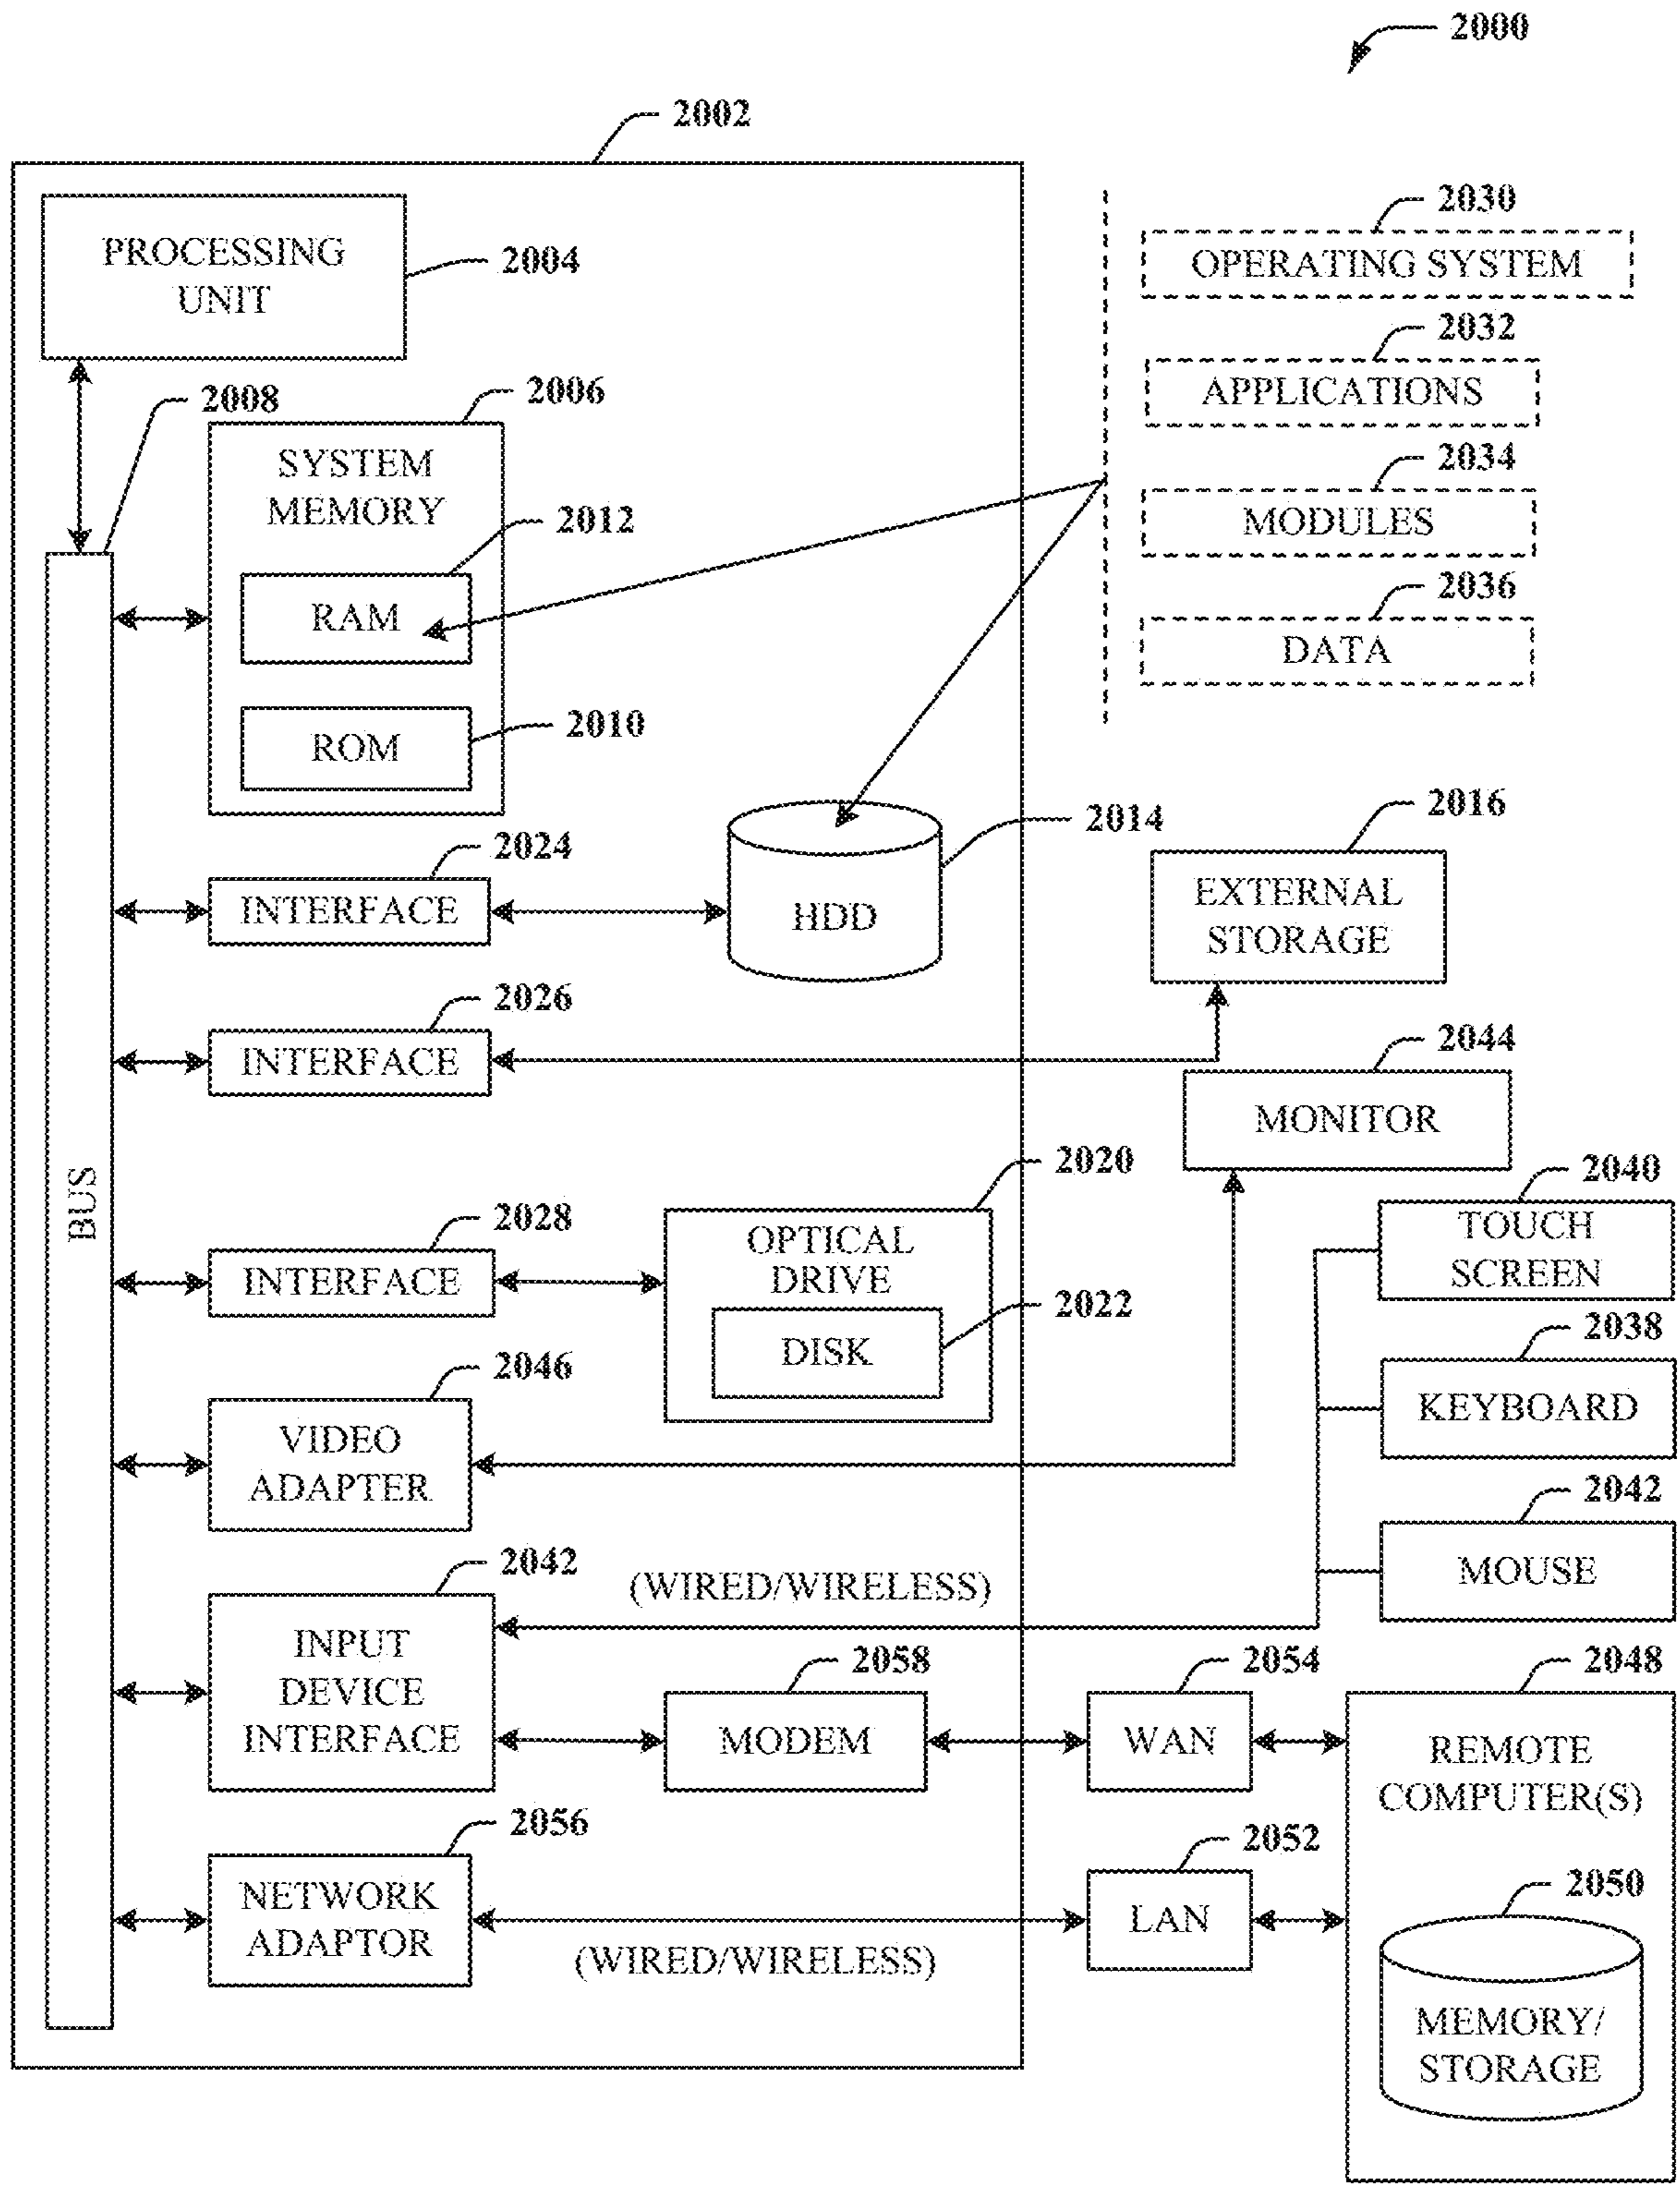 2000
2002
PROCESSING
UNIT
2004
2030
OPERATING SYSTEM
2032
APPLICATIONS
2034
MODULES
2036
DATA
2008
2006
SYSTEM
MEMORY
2012
RAM
2010
ROM
2024
INTERFACE
2014
HDD
2016
EXTERNAL
STORAGE
2026
INTERFACE
2044
MONITOR
BUS
2028
INTERFACE
2020
OPTICAL
DRIVE
2022
DISK
2040
TOUCH
SCREEN
2038
KEYBOARD
2046
VIDEO
ADAPTER
2042
MOUSE
2042
INPUT
DEVICE
INTERFACE
(WIRED/WIRELESS)
2058
MODEM
2054
WAN
2048
REMOTE
COMPUTER(S)
2056
NETWORK
ADAPTOR
(WIRED/WIRELESS)
2052
LAN
2050
MEMORY/
STORAGE